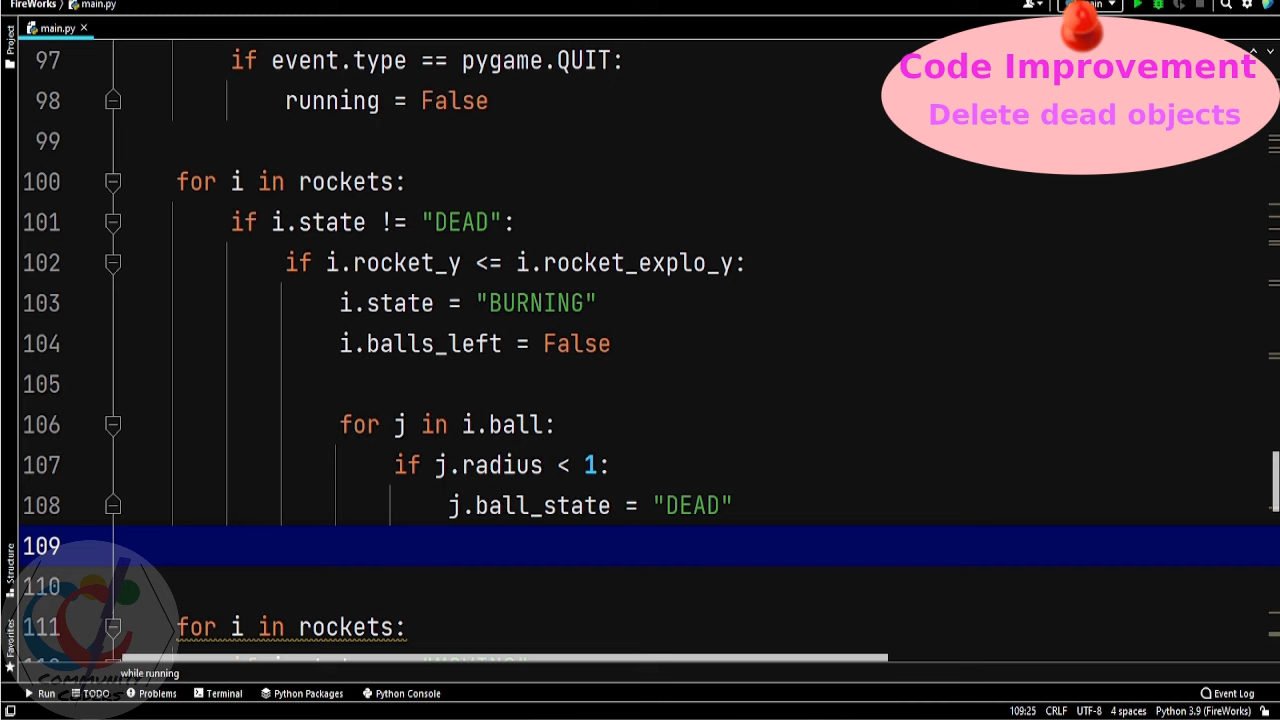 FireWorks
main.py
main
main.py
Project
Code Improvement
Delete dead objects
97 if event.type == pygame.QUIT:
98 running = False
99
100 for i in rockets:
101 if i.state != "DEAD":
102 if i.rocket_y <= i.rocket_explo_y:
103 i.state = "BURNING"
104 i.balls_left = False
105
106 for j in i.ball:
107 if j.radius < 1:
108 j.ball_state = "DEAD"
109
110
111 for i in rockets:
Structure
Favorites
COMMUNITY
CODERS
while running
Run TODO Problems Terminal Python Packages Python Console Event Log
109:25 CRLF UTF-8 4 spaces Python 3.9 (FireWorks)